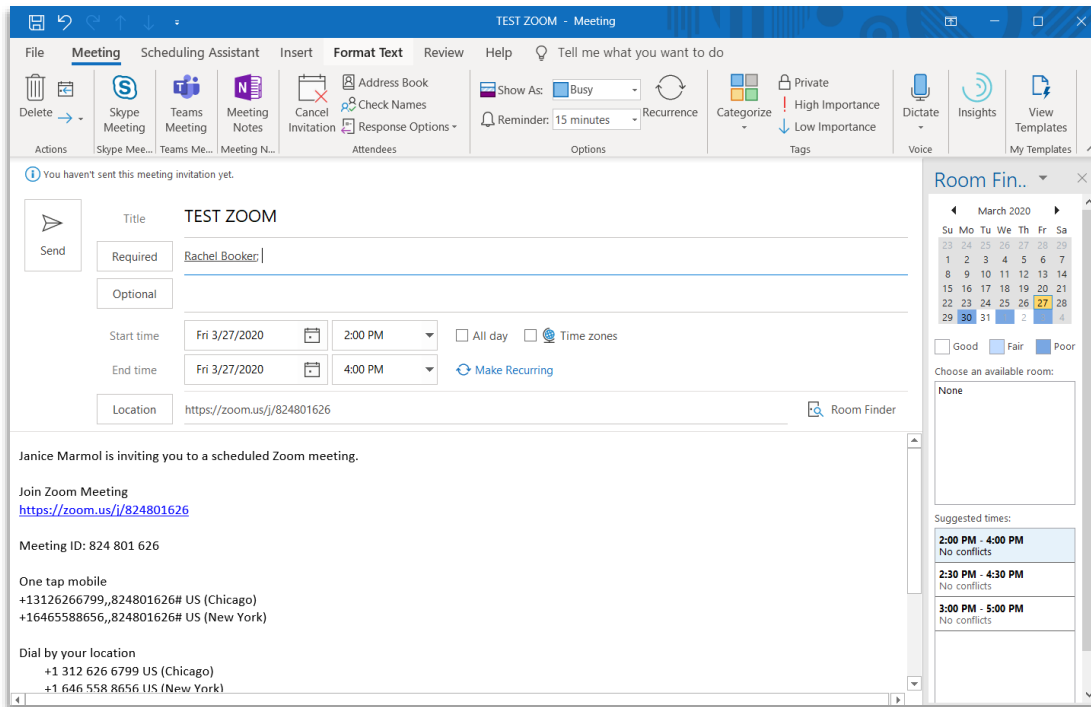 TEST ZOOM - Meeting
File Meeting Scheduling Assistant Insert Format Text Review Help Tell me what you want to do
Delete
Actions
Skype Meeting
Skype Mee...
Teams Meeting
Teams Me...
Meeting Notes
Meeting N...
Cancel Invitation
Address Book
Check Names
Response Options
Attendees
Show As: Busy
Reminder: 15 minutes
Recurrence
Options
Categorize
Private
High Importance
Low Importance
Tags
Dictate
Voice
Insights
View Templates
My Templates
You haven't sent this meeting invitation yet.
Send
Title TEST ZOOM
Required Rachel Booker;
Optional
Start time Fri 3/27/2020 2:00 PM All day Time zones
End time Fri 3/27/2020 4:00 PM Make Recurring
Location https://zoom.us/j/824801626 Room Finder
Janice Marmol is inviting you to a scheduled Zoom meeting.
Join Zoom Meeting
https://zoom.us/j/824801626
Meeting ID: 824 801 626
One tap mobile
+13126266799,,824801626# US (Chicago)
+16465588656,,824801626# US (New York)
Dial by your location
+1 312 626 6799 US (Chicago)
+1 646 558 8656 US (New York)
Room Fin..
March 2020
Su Mo Tu We Th Fr Sa
23 24 25 26 27 28 29
1 2 3 4 5 6 7
8 9 10 11 12 13 14
15 16 17 18 19 20 21
22 23 24 25 26 27 28
29 30 31 2 4
Good Fair Poor
Choose an available room:
None
Suggested times:
2:00 PM - 4:00 PM
No conflicts
2:30 PM - 4:30 PM
No conflicts
3:00 PM - 5:00 PM
No conflicts